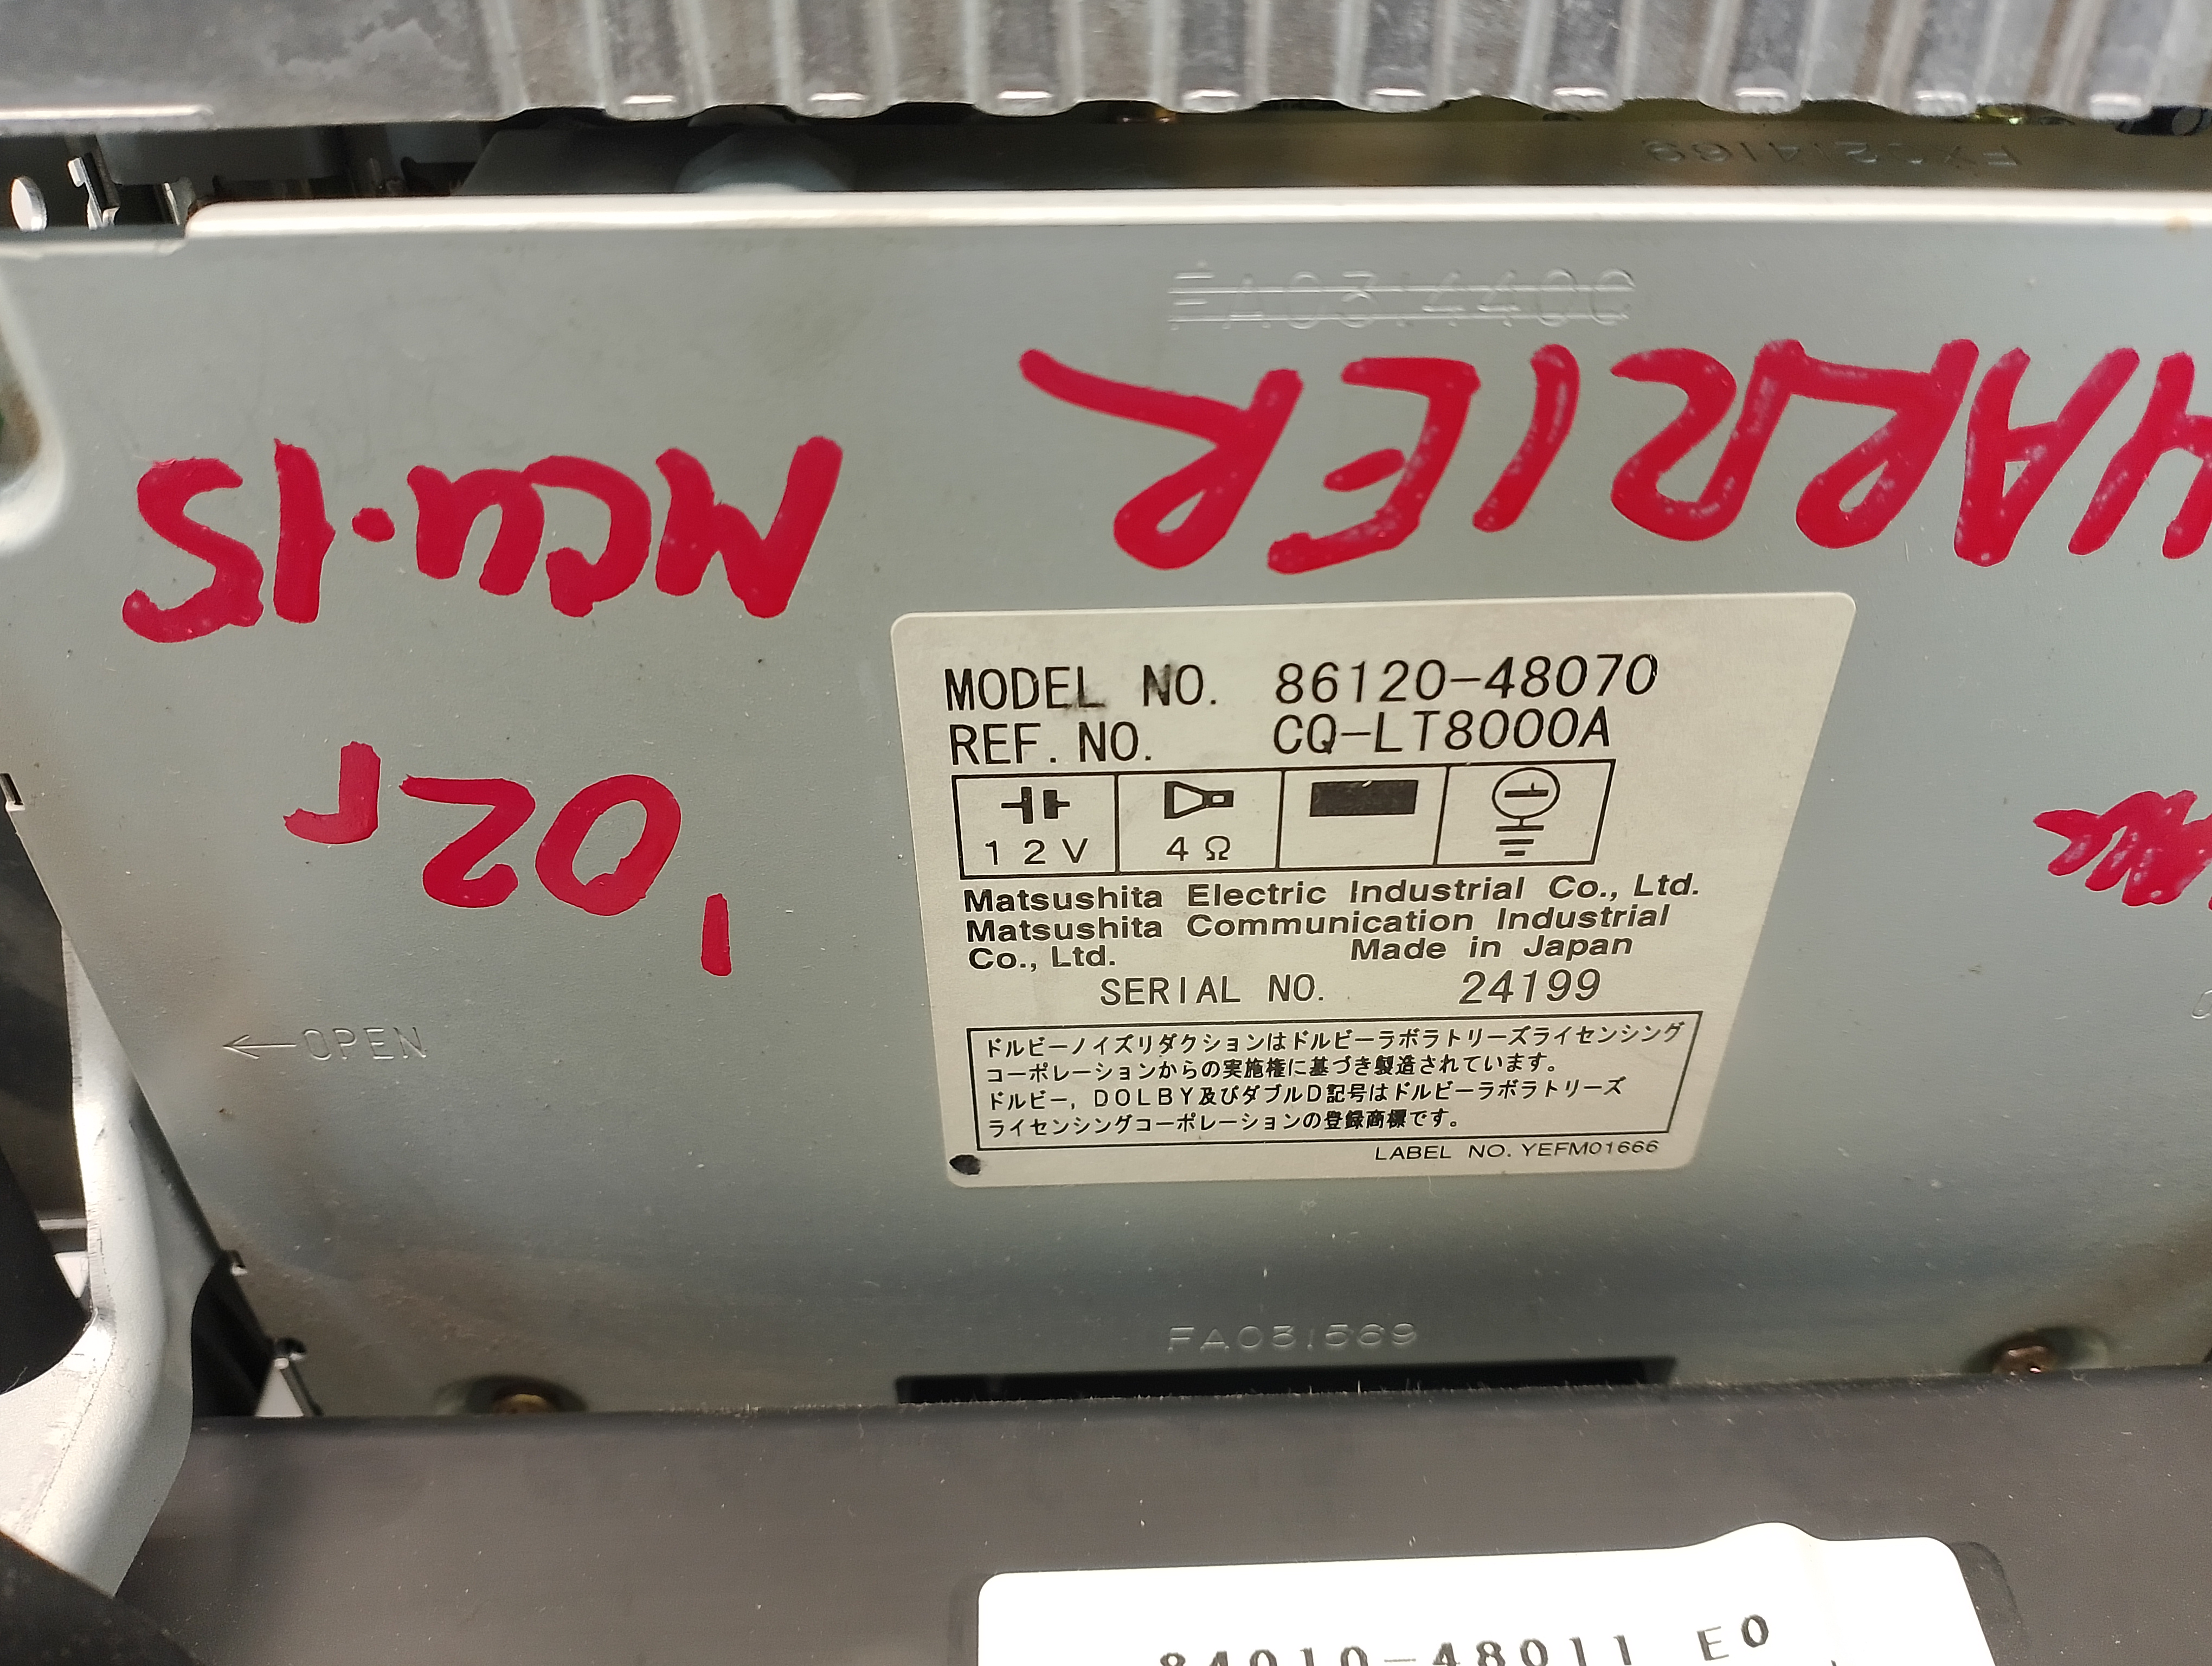 FA0314400
HARRIER
MCU·15
MODEL NO. 86120-48070
REF. NO. CQ-LT8000A
12V 4Ω
'02г
Matsushita Electric Industrial Co., Ltd.
Matsushita Communication Industrial
Co., Ltd. Made in Japan
SERIAL NO. 24199
←OPEN
ドルビーノイズリダクションはドルビーラボラトリーズライセンシング
コーポレーションからの実施権に基づき製造されています。
ドルビー, DOLBY及びダブルD記号はドルビーラボラトリーズ
ライセンシングコーポレーションの登録商標です。
LABEL NO. YEFM01666
FA031569
84010-48011 E0